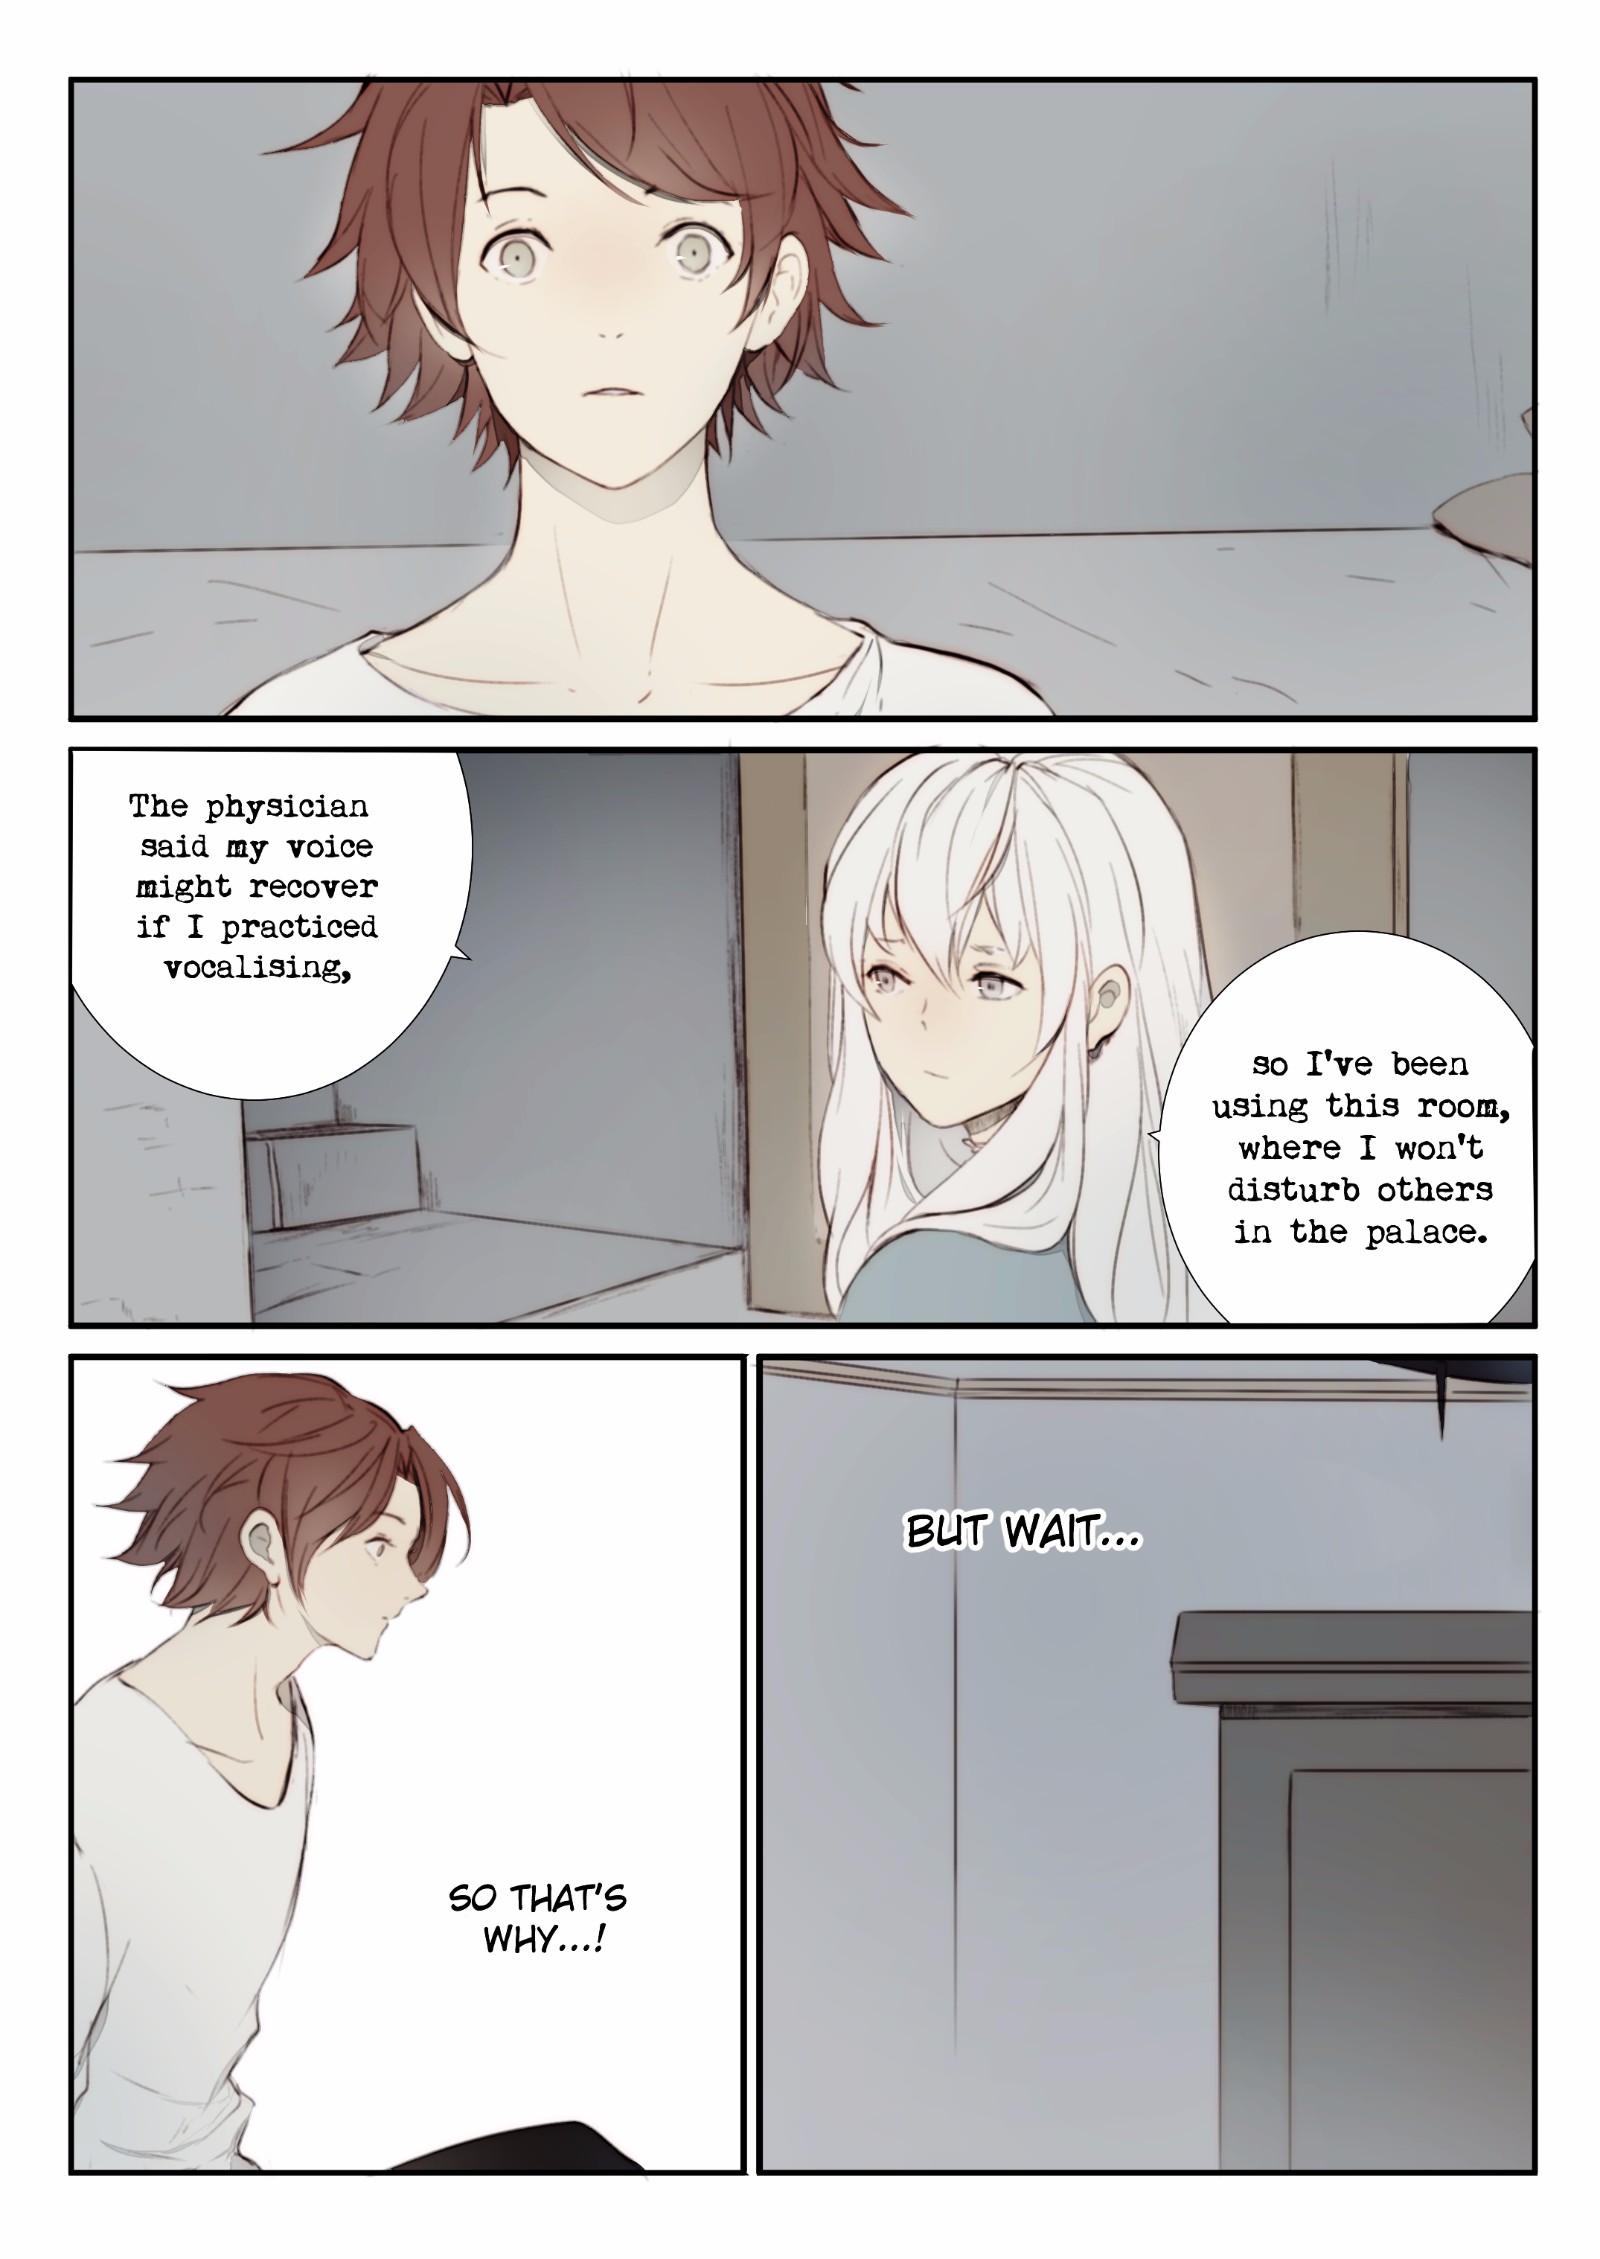 The physician
said my voice
might recover
if I practiced
vocalising,
so I've been
using this room,
where I won't
disturb others
in the palace.
SO THAT'S
WHY...!
BUT WAIT...